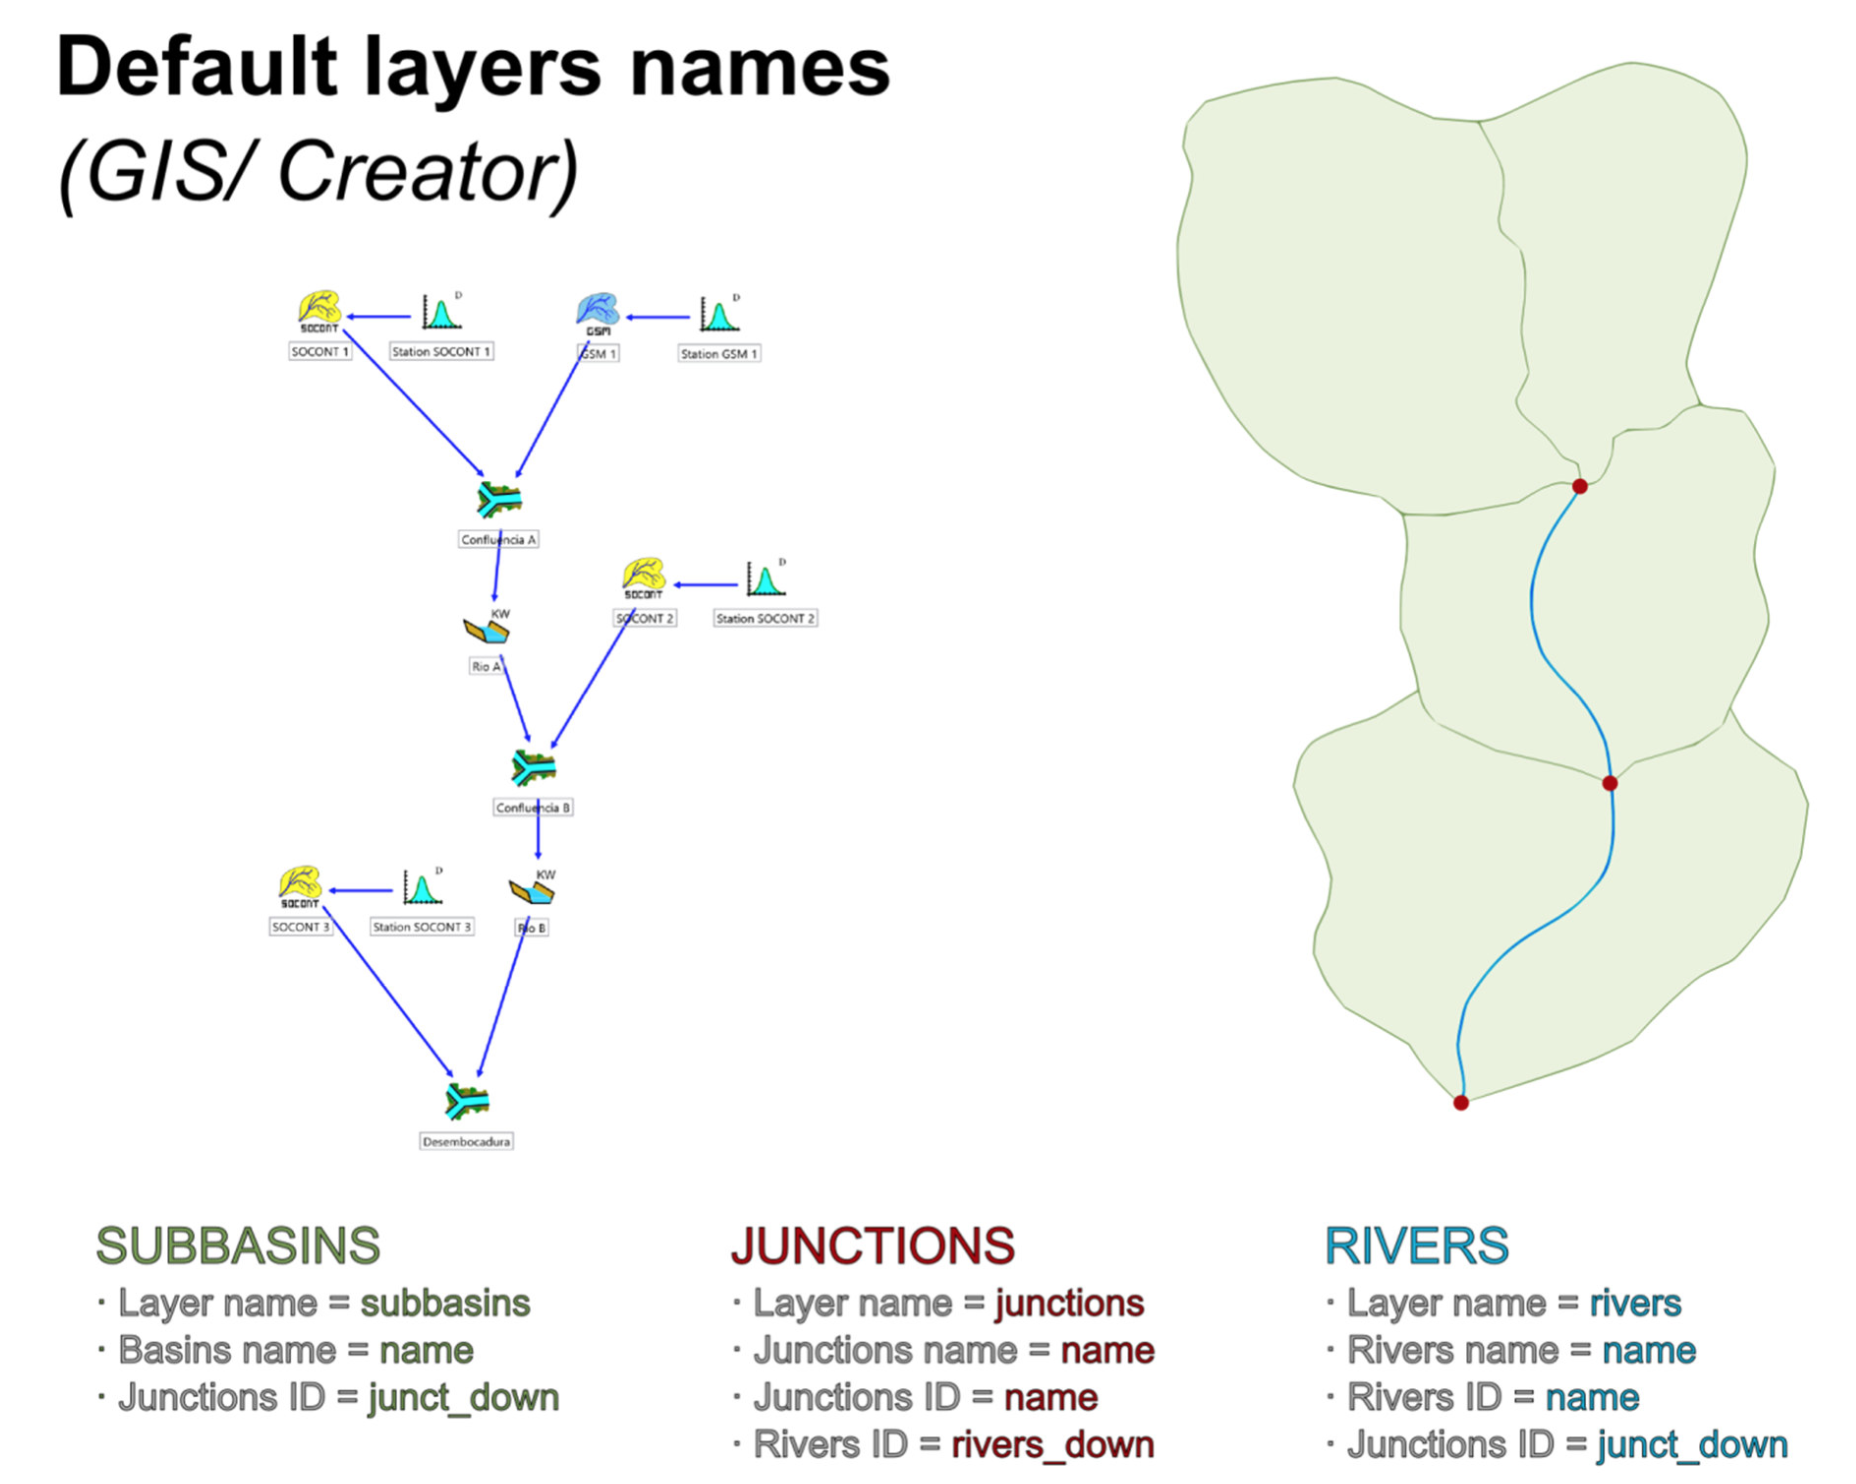 Default layers names
(GIS/ Creator)
D
D
SOCONT
GSM
SOCONT 1
Station SOCONT 1
GSM 1
Station GSM 1
Confluencia A
D
SOCONT
KW
SOCONT 2
Station SOCONT 2
Rio A
Confluencia B
D
KW
SOCONT
SOCONT 3
Station SOCONT 3
Rio B
Desembocadura
SUBBASINS
· Layer name = subbasins
· Basins name = name
· Junctions ID = junct_down
JUNCTIONS
· Layer name = junctions
· Junctions name = name
· Junctions ID = name
· Rivers ID = rivers_down
RIVERS
· Layer name = rivers
· Rivers name = name
· Rivers ID = name
· Junctions ID = junct_down